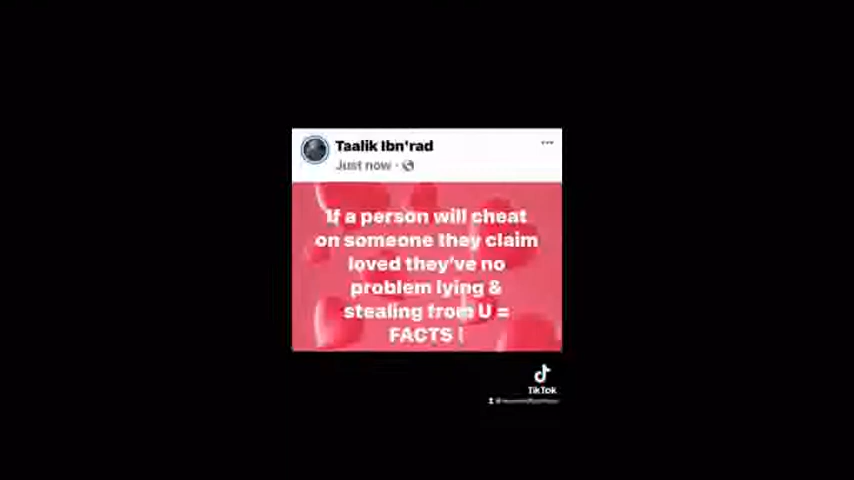 Taalik Ibn'rad
Just now ·
If a person will cheat
on someone they claim
loved they've no
problem lying &
stealing from U =
FACTS !
TikTok